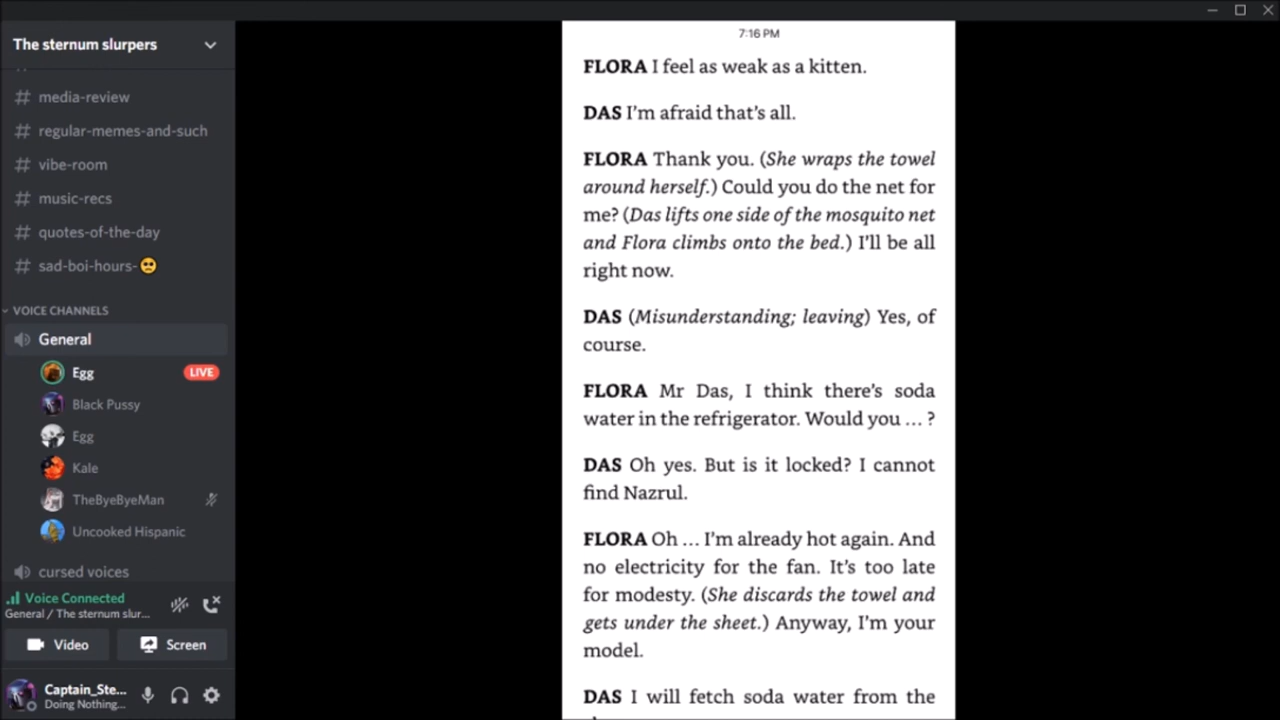 The sternum slurpers
# media-review
# regular-memes-and-such
# vibe-room
# music-recs
# quotes-of-the-day
# sad-boi-hours-🥺
VOICE CHANNELS
General
Egg LIVE
Black Pussy
Egg
Kale
TheByeByeMan
Uncooked Hispanic
cursed voices
Voice Connected
General / The sternum slur...
Video Screen
Captain_Ste...
Doing Nothing...
7:16 PM
FLORA I feel as weak as a kitten.
DAS I’m afraid that’s all.
FLORA Thank you. (She wraps the towel
around herself.) Could you do the net for
me? (Das lifts one side of the mosquito net
and Flora climbs onto the bed.) I’ll be all
right now.
DAS (Misunderstanding; leaving) Yes, of
course.
FLORA Mr Das, I think there’s soda
water in the refrigerator. Would you … ?
DAS Oh yes. But is it locked? I cannot
find Nazrul.
FLORA Oh … I’m already hot again. And
no electricity for the fan. It’s too late
for modesty. (She discards the towel and
gets under the sheet.) Anyway, I’m your
model.
DAS I will fetch soda water from the